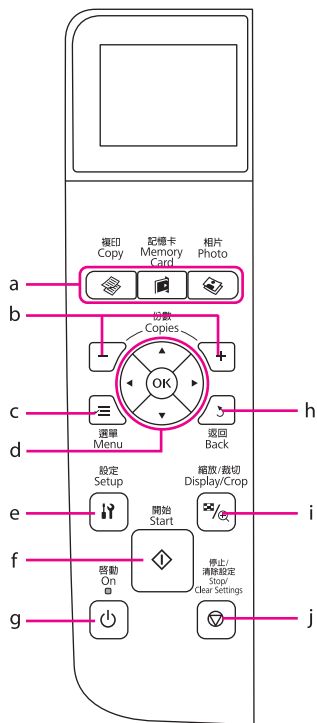 複印
Copy
記憶卡
Memory
Card
相片
Photo
a
b
份數
Copies
OK
c
選單
Menu
d
返回
Back
h
設定
Setup
e
縮放/裁切
Display/Crop
i
開始
Start
f
啓動
On
g
停止/
清除設定
Stop/
Clear Settings
j